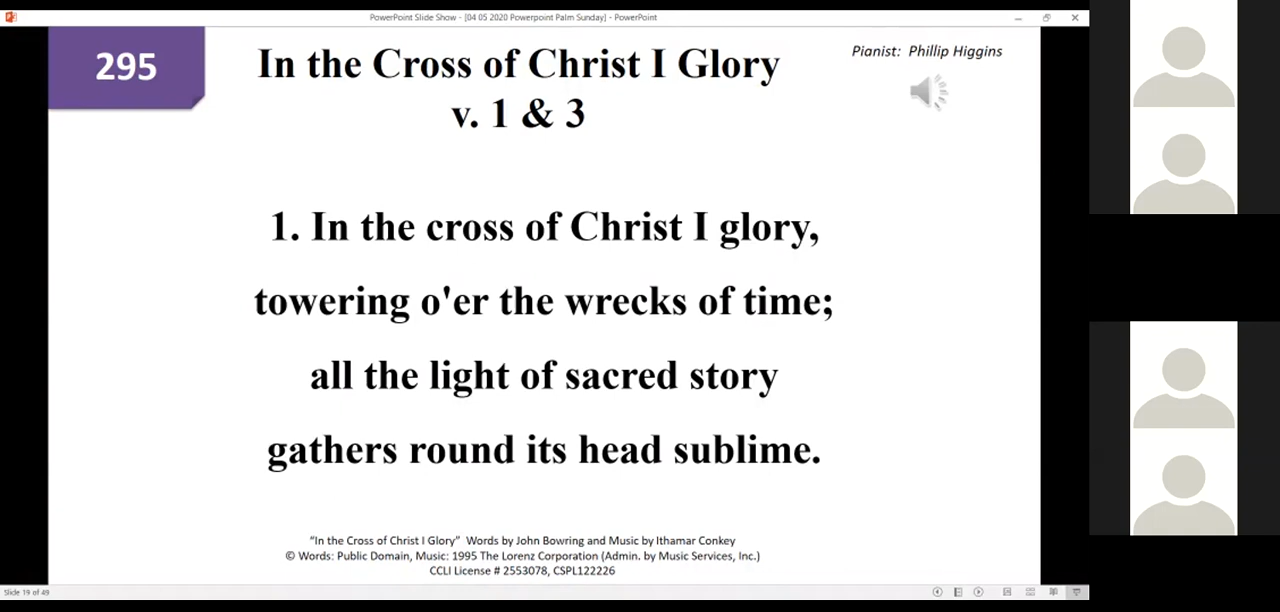 PowerPoint Slide Show - [04 05 2020 Powerpoint Palm Sunday] - PowerPoint
295
In the Cross of Christ I Glory
v. 1 & 3
Pianist: Phillip Higgins
1. In the cross of Christ I glory,
towering o'er the wrecks of time;
all the light of sacred story
gathers round its head sublime.
“In the Cross of Christ I Glory” Words by John Bowring and Music by Ithamar Conkey
© Words: Public Domain, Music: 1995 The Lorenz Corporation (Admin. by Music Services, Inc.)
CCLI License # 2553078, CSPL122226
Slide 19 of 49